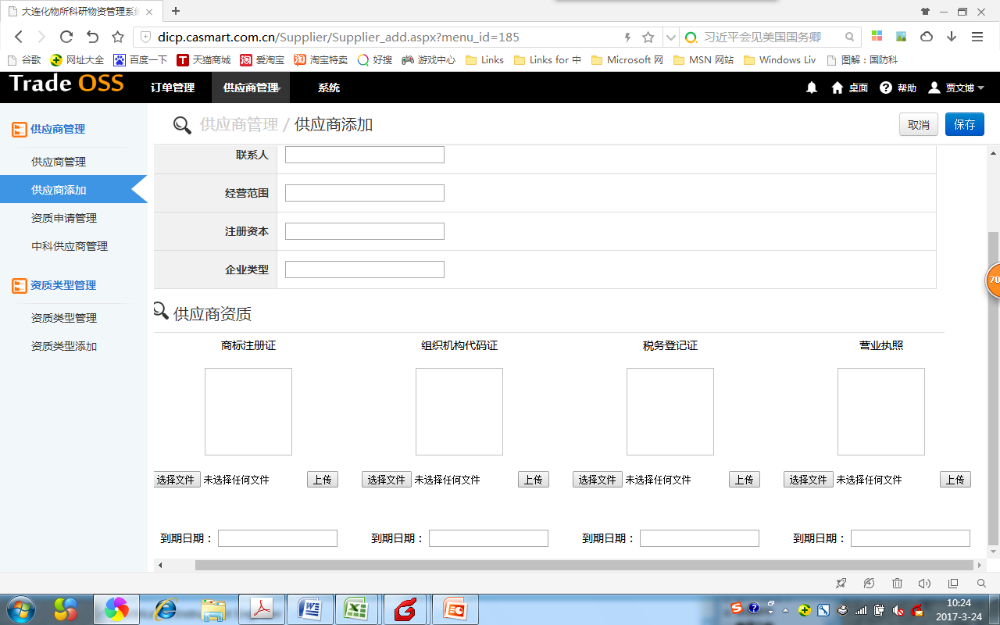 大连化物所科研物资管理系统
dicp.casmart.com.cn/Supplier/Supplier_add.aspx?menu_id=185
习近平会见美国国务卿
谷歌 网址大全 百度一下 天猫商城 爱淘宝 淘宝特卖 好搜 游戏中心 Links Links for 中 Microsoft 网 MSN 网站 Windows Liv 图解：国防科
Trade OSS 订单管理 供应商管理 系统 桌面 帮助 贾文博
供应商管理 / 供应商添加 取消 保存
供应商管理
供应商管理
供应商添加
资质申请管理
中科供应商管理
资质类型管理
资质类型管理
资质类型添加
联系人
经营范围
注册资本
企业类型
70
供应商资质
商标注册证 组织机构代码证 税务登记证 营业执照
选择文件 未选择任何文件 上传 选择文件 未选择任何文件 上传 选择文件 未选择任何文件 上传 选择文件 未选择任何文件 上传
到期日期： 到期日期： 到期日期： 到期日期：
10:24
2017-3-24